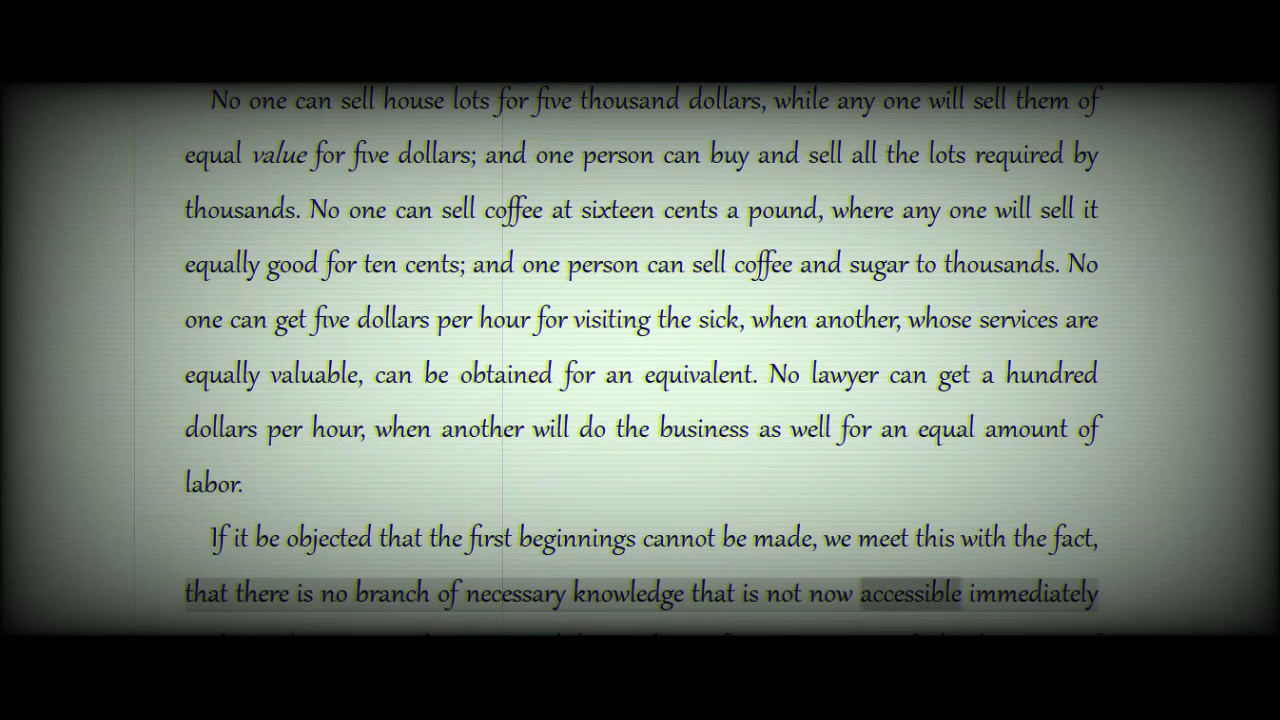 No one can sell house lots for five thousand dollars, while any one will sell them of
equal value for five dollars; and one person can buy and sell all the lots required by
thousands. No one can sell coffee at sixteen cents a pound, where any one will sell it
equally good for ten cents; and one person can sell coffee and sugar to thousands. No
one can get five dollars per hour for visiting the sick, when another, whose services are
equally valuable, can be obtained for an equivalent. No lawyer can get a hundred
dollars per hour, when another will do the business as well for an equal amount of
labor.
If it be objected that the first beginnings cannot be made, we meet this with the fact,
that there is no branch of necessary knowledge that is not now accessible immediately